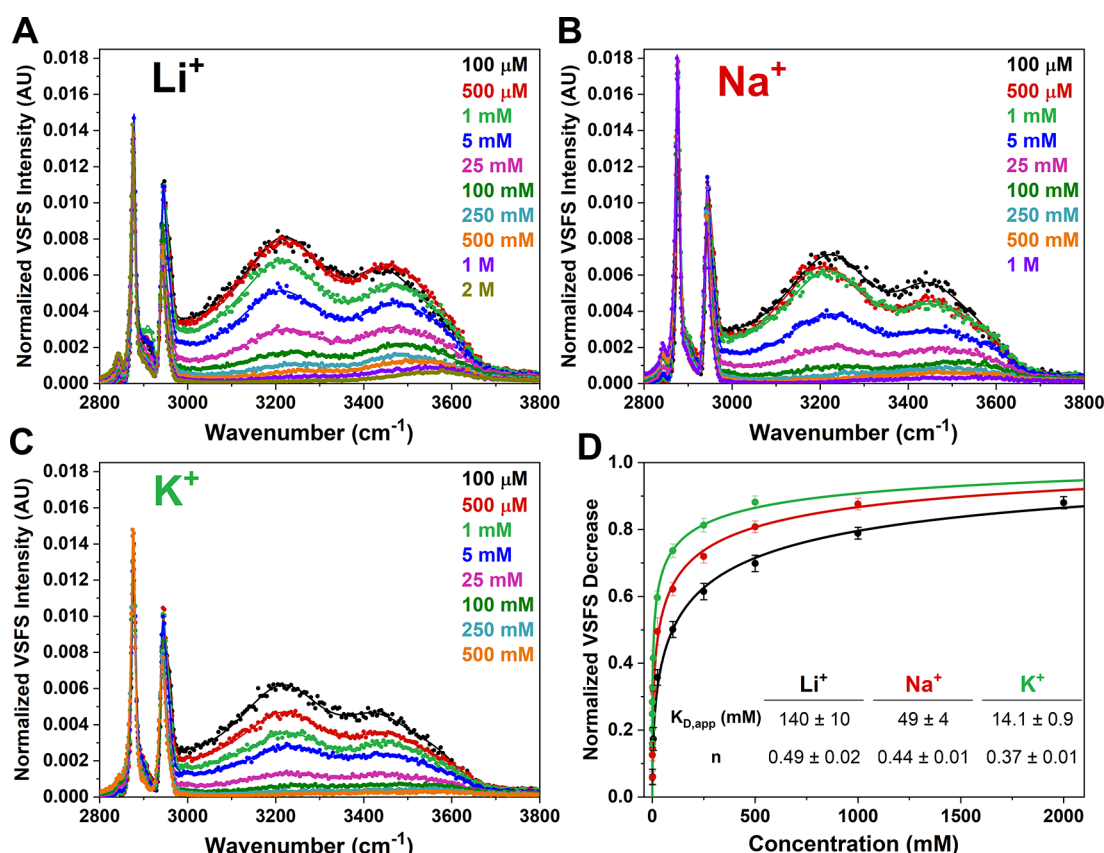 A
Li⁺
Normalized VSFS Intensity (AU)
0.018
0.016
0.014
0.012
0.010
0.008
0.006
0.004
0.002
0.000
100 μM
500 μM
1 mM
5 mM
25 mM
100 mM
250 mM
500 mM
1 M
2 M
2800 3000 3200 3400 3600 3800
Wavenumber (cm⁻¹)
B
Na⁺
Normalized VSFS Intensity (AU)
0.018
0.016
0.014
0.012
0.010
0.008
0.006
0.004
0.002
0.000
100 μM
500 μM
1 mM
5 mM
25 mM
100 mM
250 mM
500 mM
1 M
2800 3000 3200 3400 3600 3800
Wavenumber (cm⁻¹)
C
K⁺
Normalized VSFS Intensity (AU)
0.018
0.016
0.014
0.012
0.010
0.008
0.006
0.004
0.002
0.000
100 μM
500 μM
1 mM
5 mM
25 mM
100 mM
250 mM
500 mM
2800 3000 3200 3400 3600 3800
Wavenumber (cm⁻¹)
D
Normalized VSFS Decrease
1.0
0.8
0.6
0.4
0.2
0.0
Li⁺ Na⁺ K⁺
K_D,app (mM) 140 ± 10 49 ± 4 14.1 ± 0.9
n 0.49 ± 0.02 0.44 ± 0.01 0.37 ± 0.01
0 500 1000 1500 2000
Concentration (mM)